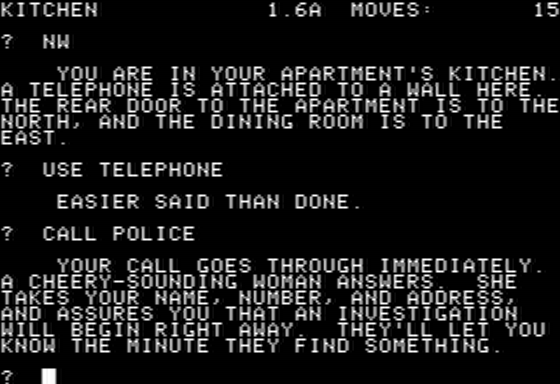 KITCHEN 1.6A MOVES: 15
? NW
YOU ARE IN YOUR APARTMENT'S KITCHEN.
A TELEPHONE IS ATTACHED TO A WALL HERE.
THE REAR DOOR TO THE APARTMENT IS TO THE
NORTH, AND THE DINING ROOM IS TO THE
EAST.
? USE TELEPHONE
EASIER SAID THAN DONE.
? CALL POLICE
YOUR CALL GOES THROUGH IMMEDIATELY.
A CHEERY-SOUNDING WOMAN ANSWERS. SHE
TAKES YOUR NAME, NUMBER, AND ADDRESS,
AND ASSURES YOU THAT AN INVESTIGATION
WILL BEGIN RIGHT AWAY. THEY'LL LET YOU
KNOW THE MINUTE THEY FIND SOMETHING.
?